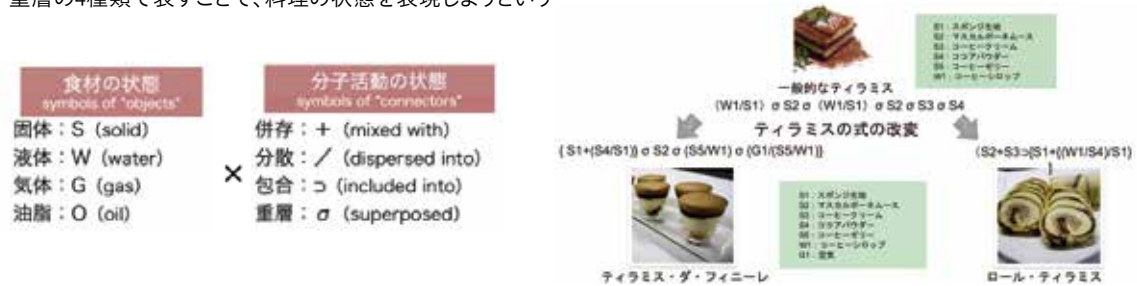 重層の4種類で表すことで、料理の状態を表現しようという
食材の状態
symbols of "objects"
固体：S (solid)
液体：W (water)
気体：G (gas)
油脂：O (oil)
×
分子活動の状態
symbols of "connectors"
併存：＋ (mixed with)
分散：／ (dispersed into)
包合：⊃ (included into)
重層：σ (superposed)
S1：スポンジ生地
S2：マスカルポーネムース
S3：コーヒークリーム
S4：ココアパウダー
S5：コーヒーゼリー
W1：コーヒーシロップ
一般的なティラミス
(W1/S1) σ S2 σ (W1/S1) σ S2 σ S3 σ S4
ティラミスの式の改変
{ S1+(S4/S1)} σ S2 σ (S5/W1) σ {G1/(S5/W1)}
(S2+S3⊃[S1+{(W1/S4)/S1)
}
S1：スポンジ生地
S2：マスカルポーネムース
S3：コーヒークリーム
S4：ココアパウダー
S5：コーヒーゼリー
W1：コーヒーシロップ
G1：空気
ティラミス・ダ・フィニーレ
ロール・ティラミス